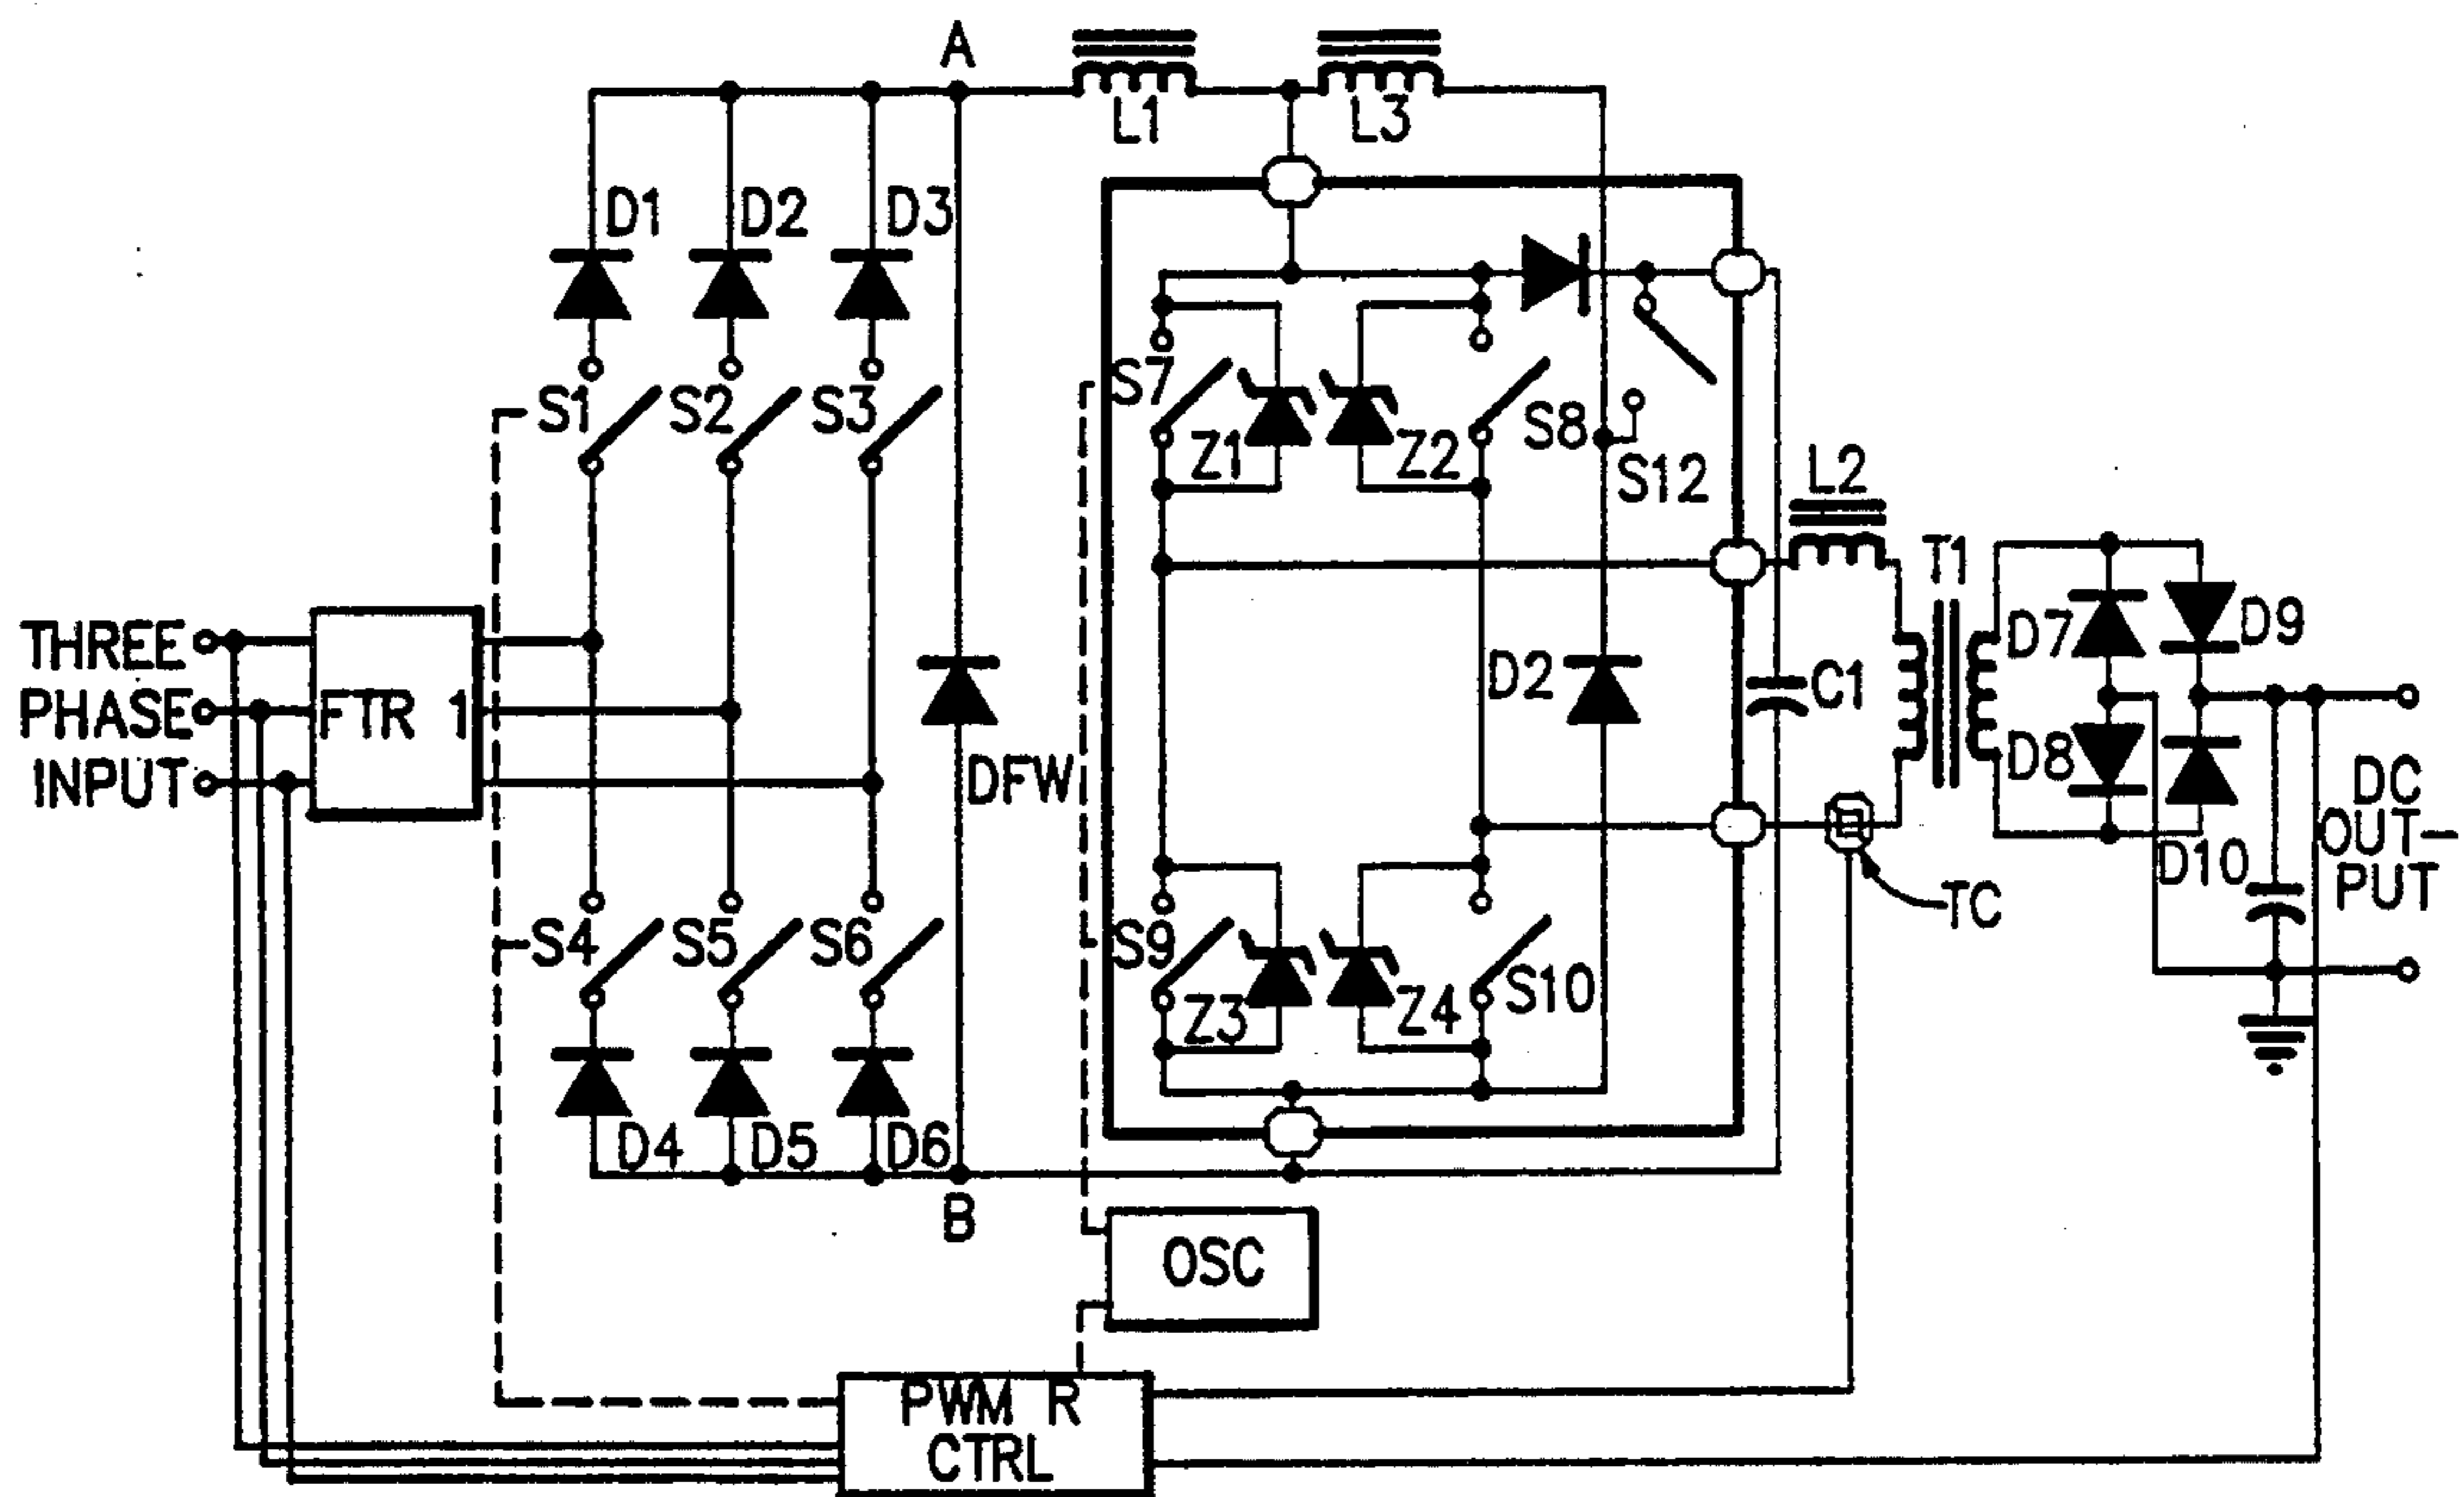 A
L1
L3
D1
D2
D3
S1
S2
S3
S7
Z1
Z2
S8
S12
L2
T1
THREE
PHASE
INPUT
FTR 1
DFW
D2
C1
D7
D9
D8
D10
DC
OUT-
PUT
TC
S4
S5
S6
S9
Z3
Z4
S10
D4
D5
D6
B
OSC
PWM R
CTRL